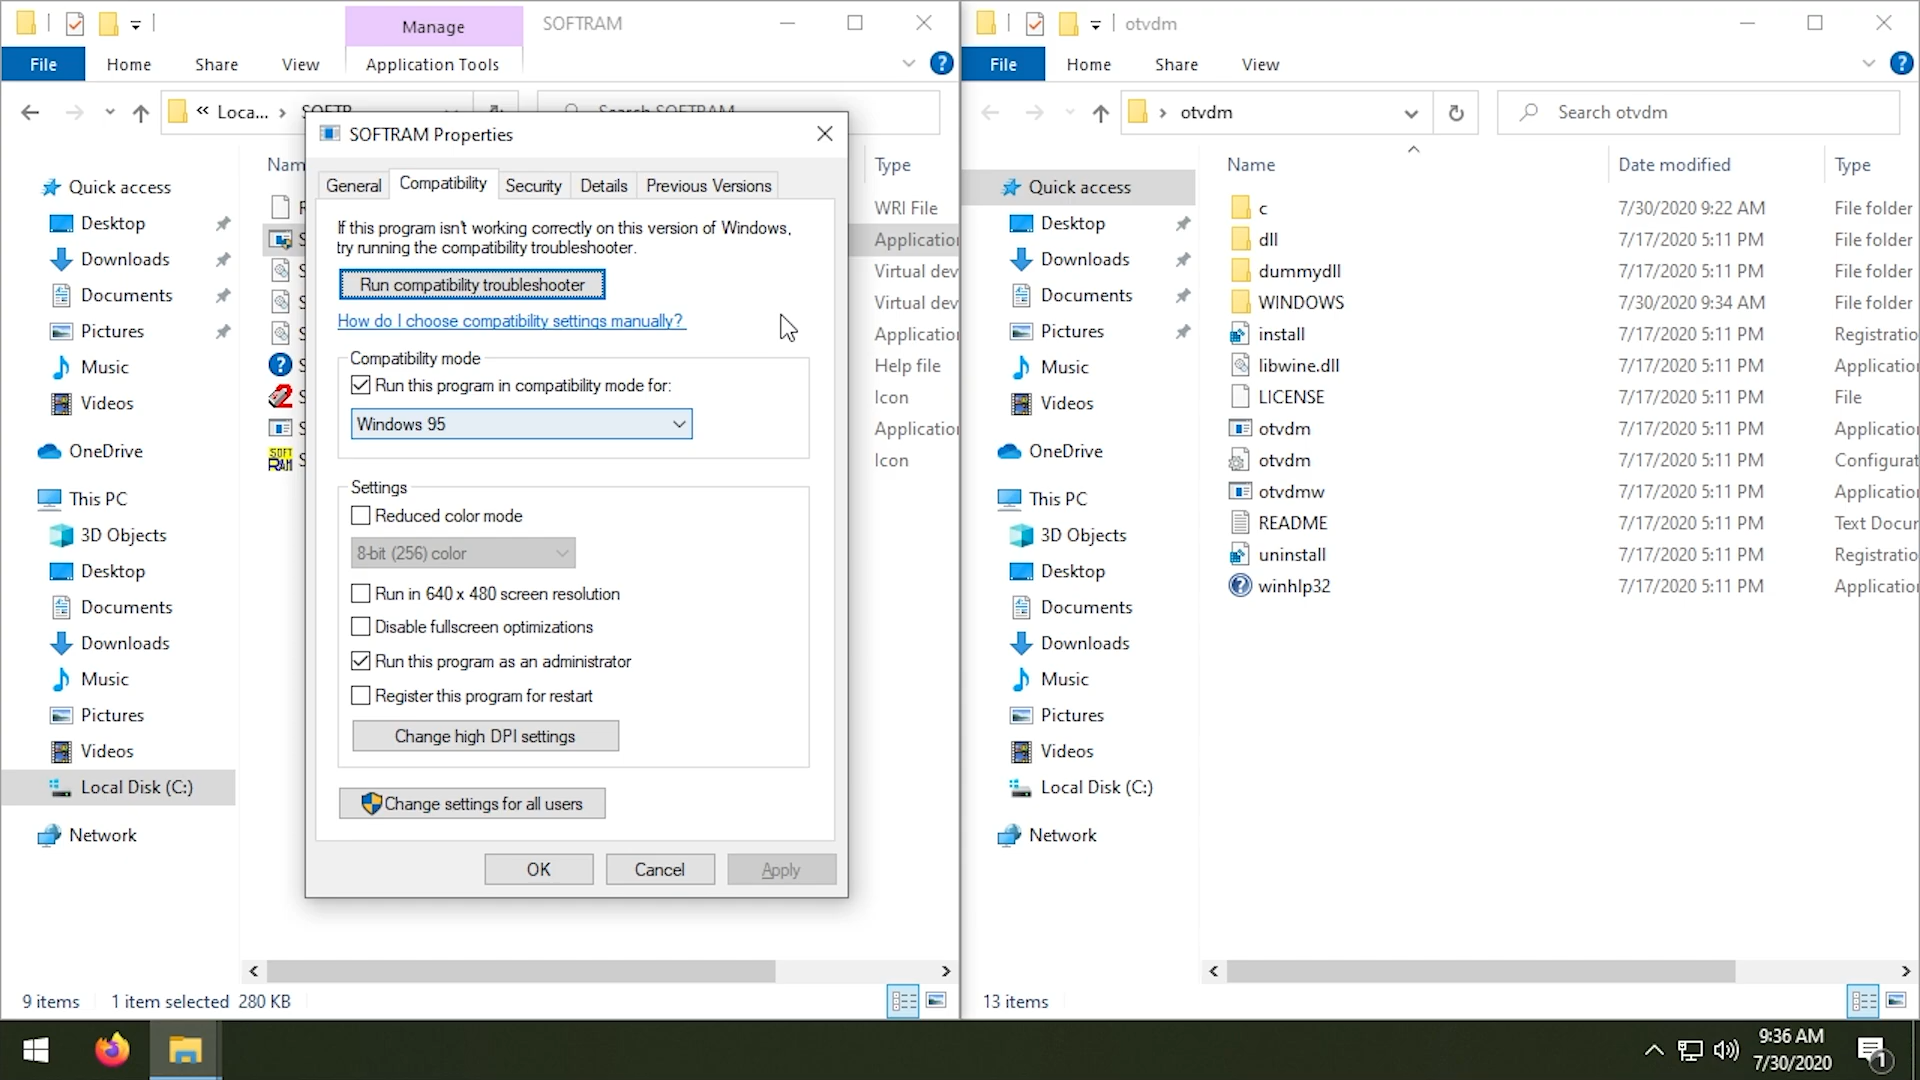 Manage
SOFTRAM
File
Home
Share
View
Application Tools
« Loca... › SOFTR
Search SOFTRAM
Nam
Type
WRI File
Applicatio
Virtual dev
Virtual dev
Applicatio
Help file
Icon
Applicatio
Icon
SOFT
RAM
Quick access
Desktop
Downloads
Documents
Pictures
Music
Videos
OneDrive
This PC
3D Objects
Desktop
Documents
Downloads
Music
Pictures
Videos
Local Disk (C:)
Network
9 items
1 item selected 280 KB
SOFTRAM Properties
General
Compatibility
Security
Details
Previous Versions
If this program isn't working correctly on this version of Windows,
try running the compatibility troubleshooter.
Run compatibility troubleshooter
How do I choose compatibility settings manually?
Compatibility mode
Run this program in compatibility mode for:
Windows 95
Settings
Reduced color mode
8-bit (256) color
Run in 640 x 480 screen resolution
Disable fullscreen optimizations
Run this program as an administrator
Register this program for restart
Change high DPI settings
Change settings for all users
OK
Cancel
Apply
otvdm
File
Home
Share
View
› otvdm
Search otvdm
Quick access
Desktop
Downloads
Documents
Pictures
Music
Videos
OneDrive
This PC
3D Objects
Desktop
Documents
Downloads
Music
Pictures
Videos
Local Disk (C:)
Network
Name Date modified Type
c 7/30/2020 9:22 AM File folder
dll 7/17/2020 5:11 PM File folder
dummydll 7/17/2020 5:11 PM File folder
WINDOWS 7/30/2020 9:34 AM File folder
install 7/17/2020 5:11 PM Registratio
libwine.dll 7/17/2020 5:11 PM Applicatio
LICENSE 7/17/2020 5:11 PM File
otvdm 7/17/2020 5:11 PM Applicatio
otvdm 7/17/2020 5:11 PM Configurat
otvdmw 7/17/2020 5:11 PM Applicatio
README 7/17/2020 5:11 PM Text Docur
uninstall 7/17/2020 5:11 PM Registratio
winhlp32 7/17/2020 5:11 PM Applicatio
13 items
9:36 AM
7/30/2020
1